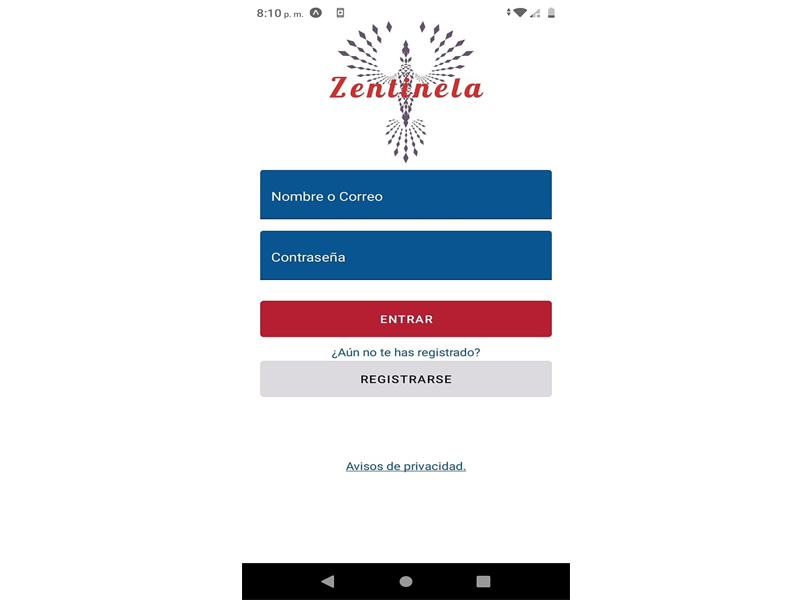 8:10 p. m.
Zentinela
Nombre o Correo
Contraseña
ENTRAR
¿Aún no te has registrado?
REGISTRARSE
Avisos de privacidad.